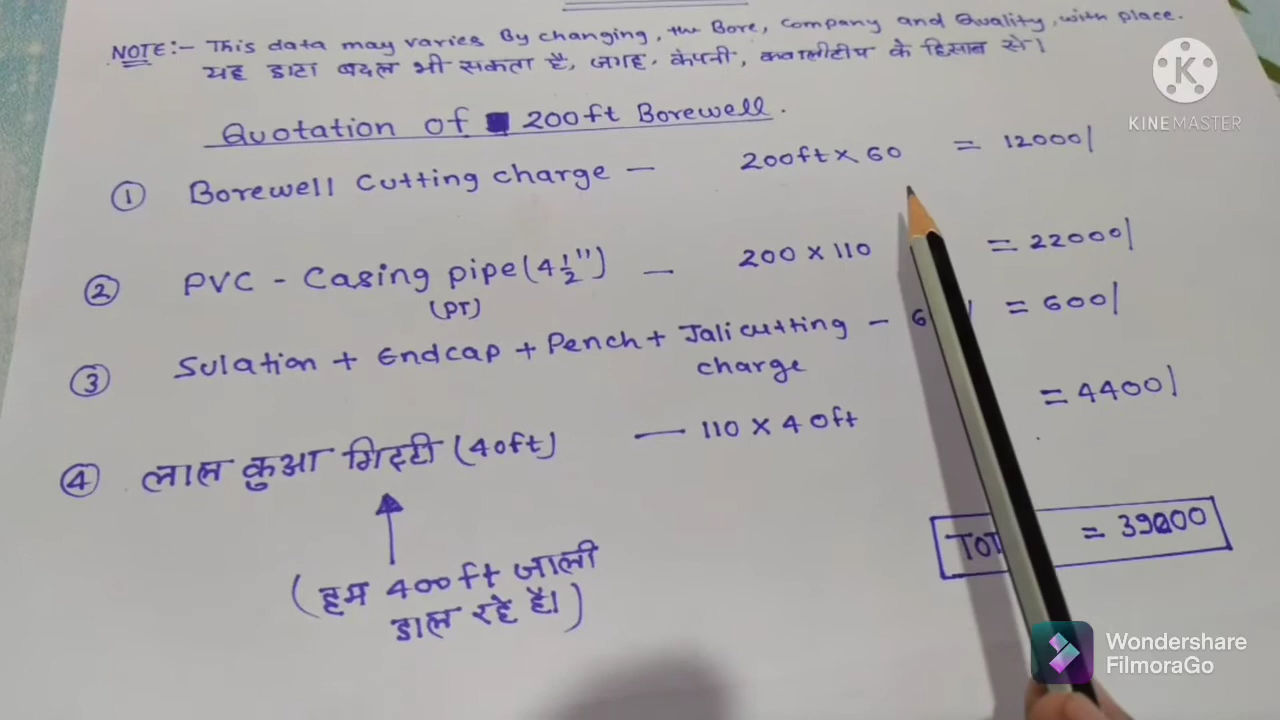 NOTE:- This data may varies By changing, the Bore, Company and Quality, with place.
यह डाटा बदल भी सकता है, जगह, कंपनी, क्वालीटीय के हिसाब से।
Quotation of 200ft Borewell.
① Borewell Cutting charge — 200ft x 60 = 12000/
② PVC - Casing pipe (4 1/2") — 200 x 110 = 22000/
(PT)
③ Sulation + Endcap + Pench + Jali cutting - = 600/
charge
④ लाल कुआ गिट्टी (40ft) — 110 x 40ft = 4400/
= 39000
(हम 400ft जाली
डाल रहे है।)
K
KINEMASTER
Wondershare
FilmoraGo